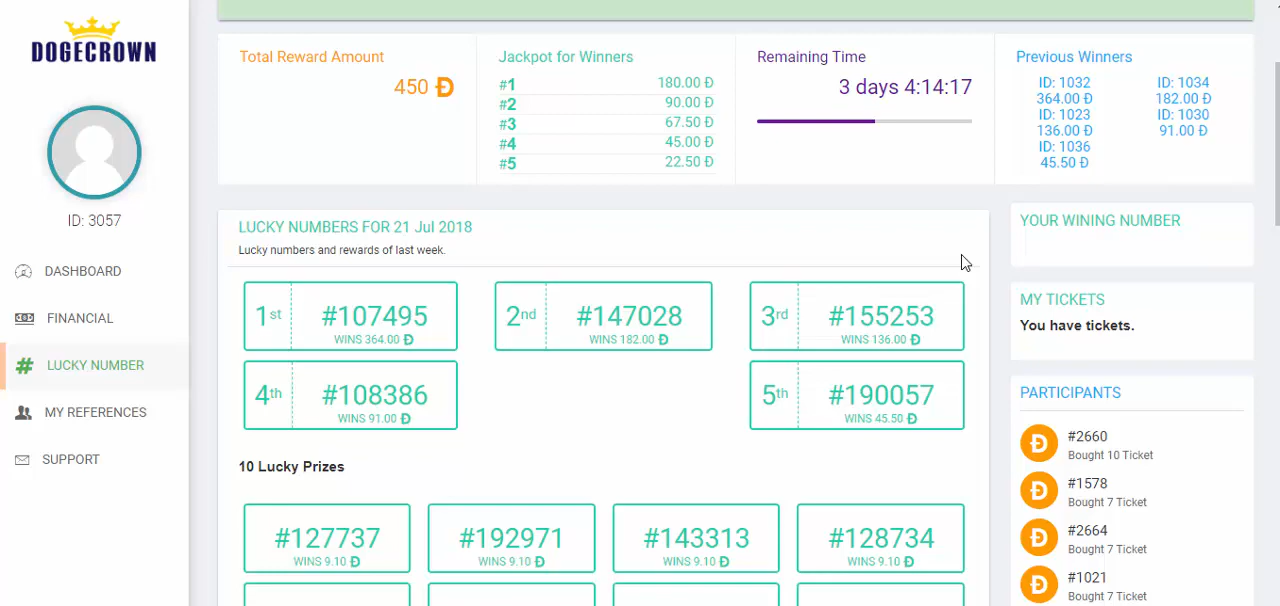 DOGECROWN
ID: 3057
DASHBOARD
FINANCIAL
LUCKY NUMBER
MY REFERENCES
SUPPORT
Total Reward Amount
450 Ð
Jackpot for Winners
#1 180.00 Ð
#2 90.00 Ð
#3 67.50 Ð
#4 45.00 Ð
#5 22.50 Ð
Remaining Time
3 days 4:14:17
Previous Winners
ID: 1032 ID: 1034
364.00 Ð 182.00 Ð
ID: 1023 ID: 1030
136.00 Ð 91.00 Ð
ID: 1036
45.50 Ð
LUCKY NUMBERS FOR 21 Jul 2018
Lucky numbers and rewards of last week.
1st #107495
WINS 364.00 Ð
2nd #147028
WINS 182.00 Ð
3rd #155253
WINS 136.00 Ð
4th #108386
WINS 91.00 Ð
5th #190057
WINS 45.50 Ð
10 Lucky Prizes
#127737
WINS 9.10 Ð
#192971
WINS 9.10 Ð
#143313
WINS 9.10 Ð
#128734
WINS 9.10 Ð
YOUR WINING NUMBER
MY TICKETS
You have tickets.
PARTICIPANTS
Ð #2660
Bought 10 Ticket
Ð #1578
Bought 7 Ticket
Ð #2664
Bought 7 Ticket
Ð #1021
Bought 7 Ticket